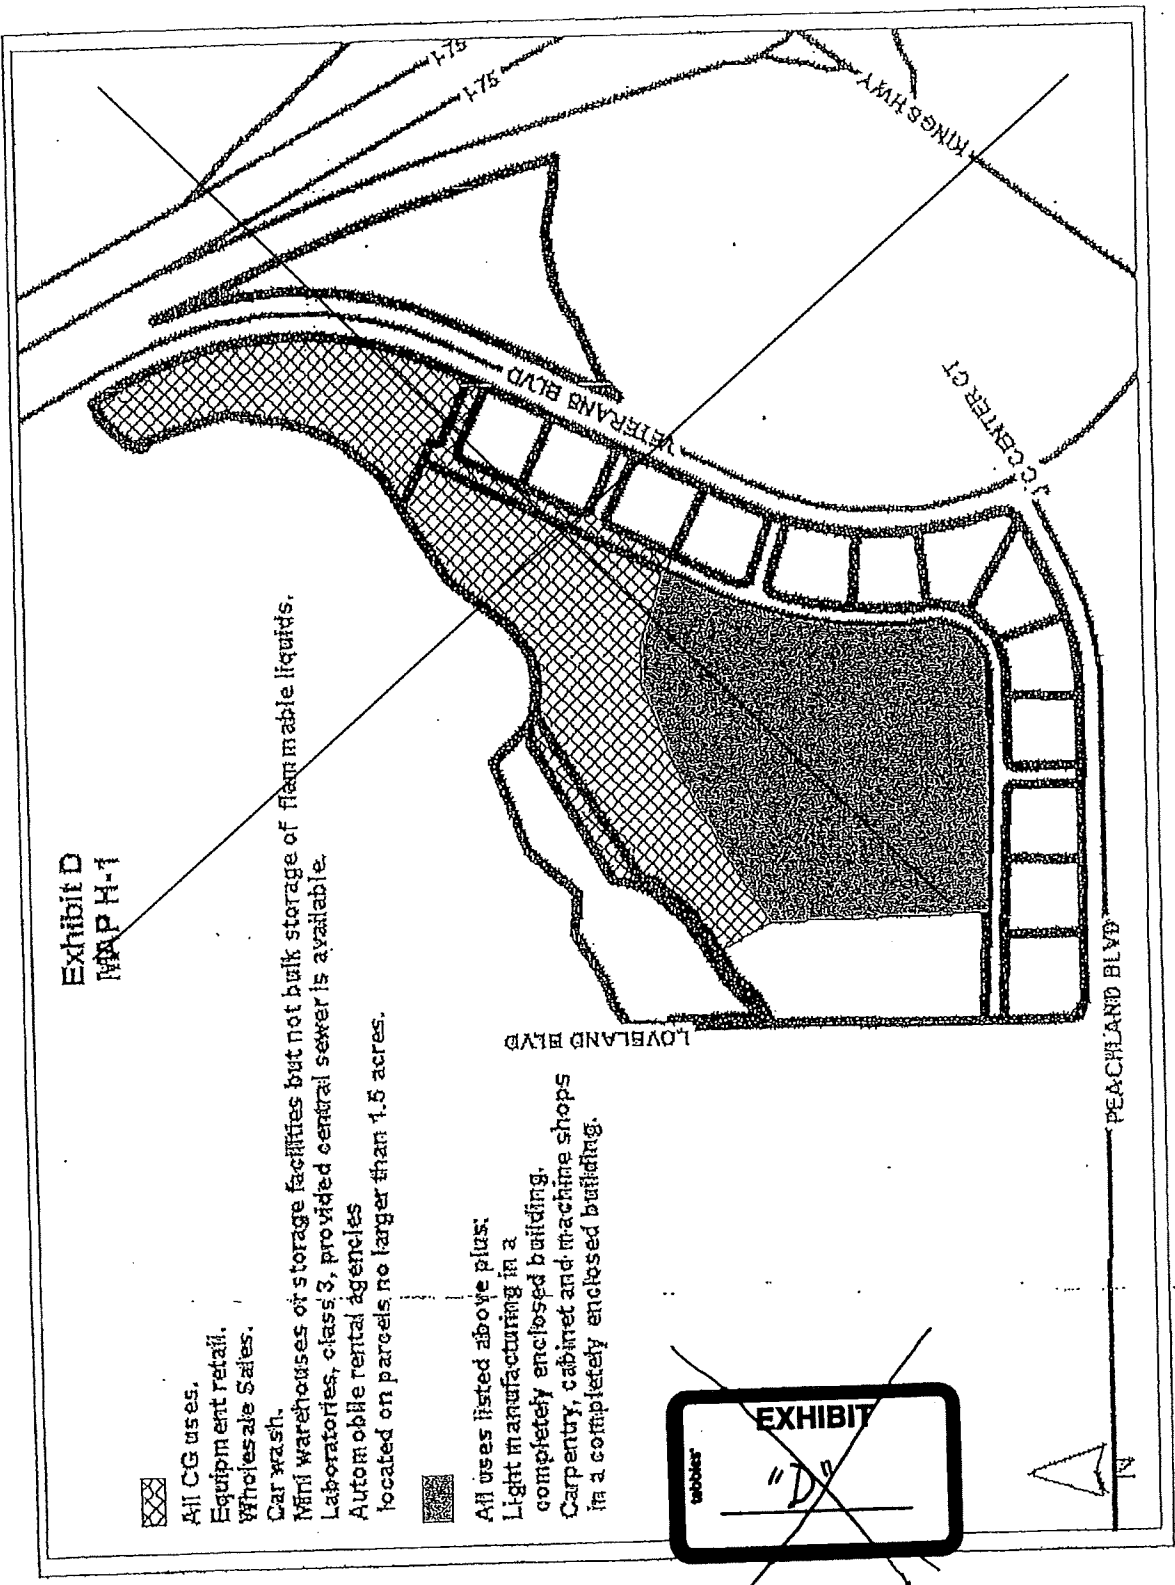 Exhibit D
MAP H-1
All CG uses.
Equipment retail.
Wholesale Sales.
Car wash.
Mini warehouses or storage facilities but not bulk storage of flammable liquids.
Laboratories, class 3, provided central sewer is available.
Automobile rental agencies
located on parcels no larger than 1.5 acres.
All uses listed above plus:
Light manufacturing in a
completely enclosed building.
Carpentry, cabinet and machine shops
in a completely enclosed building.
I-75
I-75
KINGS HWY
VETERANS BLVD
JC CENTER CT
LOVELAND BLVD
PEACHLAND BLVD
N
EXHIBIT
tabbies®
"D"